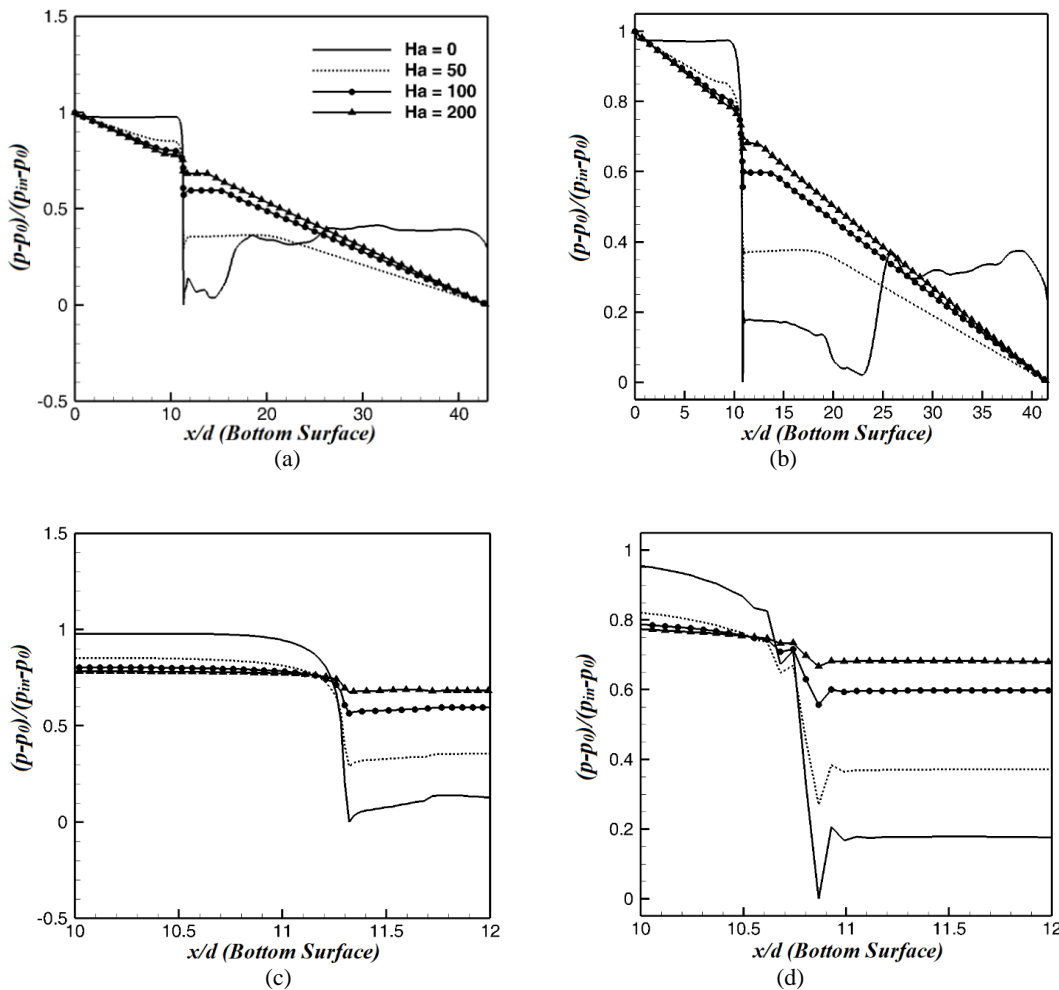 1.5
1
0.5
0
-0.5
(p-p0)/(pin-p0)
Ha = 0
Ha = 50
Ha = 100
Ha = 200
0 10 20 30 40
x/d (Bottom Surface)
(a)
1
0.8
0.6
0.4
0.2
0
(p-p0)/(pin-p0)
0 5 10 15 20 25 30 35 40
x/d (Bottom Surface)
(b)
1.5
1
0.5
0
-0.5
(p-p0)/(pin-p0)
10 10.5 11 11.5 12
x/d (Bottom Surface)
(c)
1
0.8
0.6
0.4
0.2
0
(p-p0)/(pin-p0)
10 10.5 11 11.5 12
x/d (Bottom Surface)
(d)